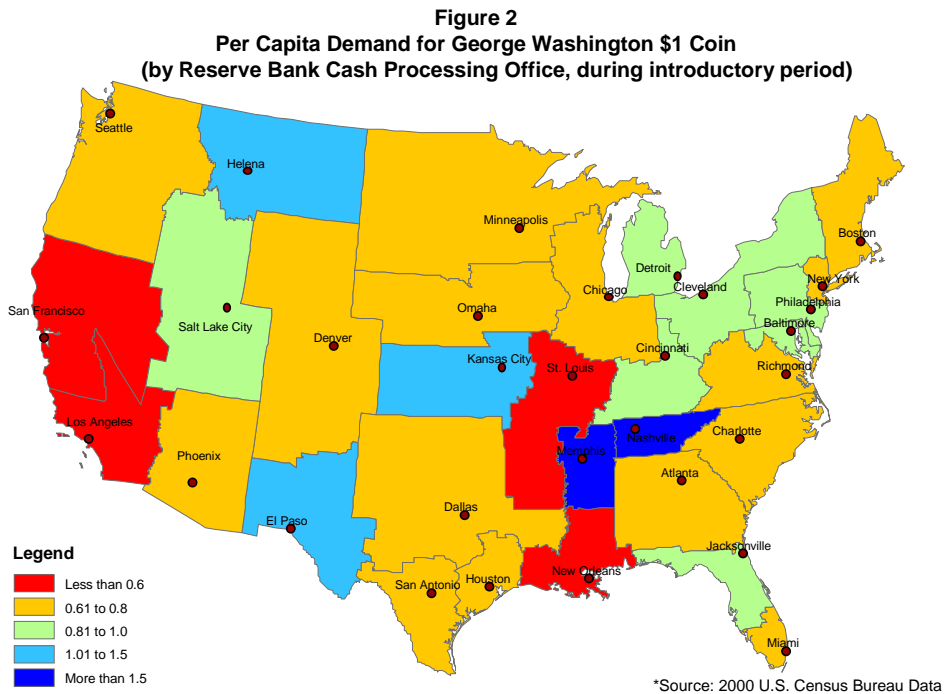 Figure 2
Per Capita Demand for George Washington $1 Coin
(by Reserve Bank Cash Processing Office, during introductory period)
Seattle
Helena
Minneapolis
Boston
Detroit
Chicago
Cleveland
New York
Philadelphia
San Francisco
Salt Lake City
Omaha
Baltimore
Denver
Kansas City
St. Louis
Cincinnati
Richmond
Los Angeles
Phoenix
Memphis
Nashville
Charlotte
Atlanta
El Paso
Dallas
Jacksonville
San Antonio
Houston
New Orleans
Miami
Legend
Less than 0.6
0.61 to 0.8
0.81 to 1.0
1.01 to 1.5
More than 1.5
*Source: 2000 U.S. Census Bureau Data